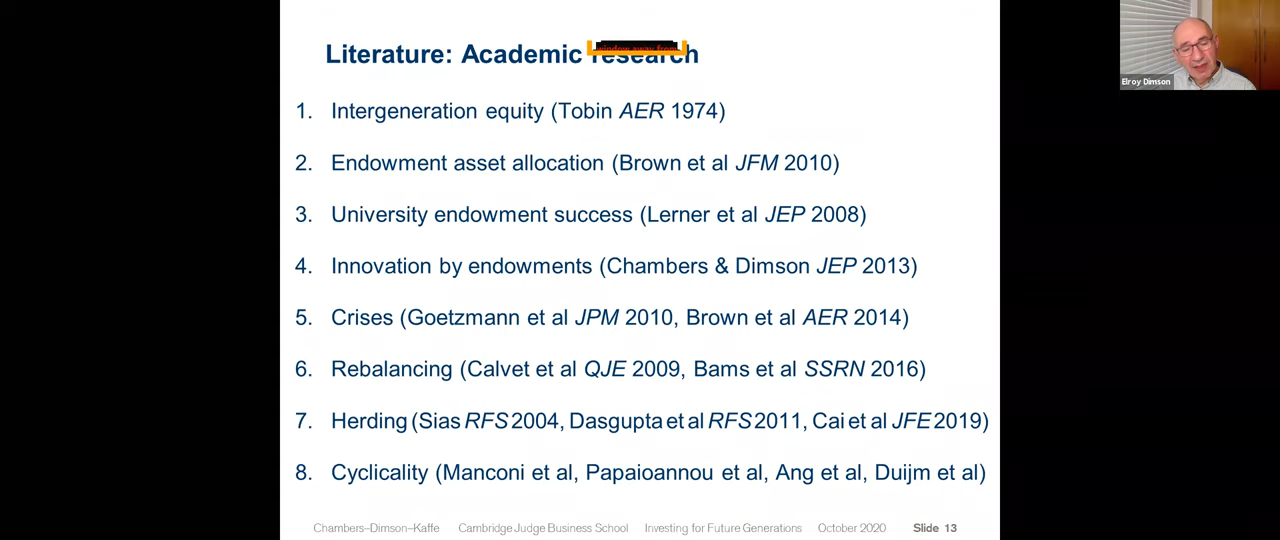 Literature: Academic research
window away from
Elroy Dimson
1. Intergeneration equity (Tobin AER 1974)
2. Endowment asset allocation (Brown et al JFM 2010)
3. University endowment success (Lerner et al JEP 2008)
4. Innovation by endowments (Chambers & Dimson JEP 2013)
5. Crises (Goetzmann et al JPM 2010, Brown et al AER 2014)
6. Rebalancing (Calvet et al QJE 2009, Bams et al SSRN 2016)
7. Herding (Sias RFS 2004, Dasgupta et al RFS 2011, Cai et al JFE 2019)
8. Cyclicality (Manconi et al, Papaioannou et al, Ang et al, Duijm et al)
Chambers–Dimson–Kaffe Cambridge Judge Business School Investing for Future Generations October 2020 Slide 13